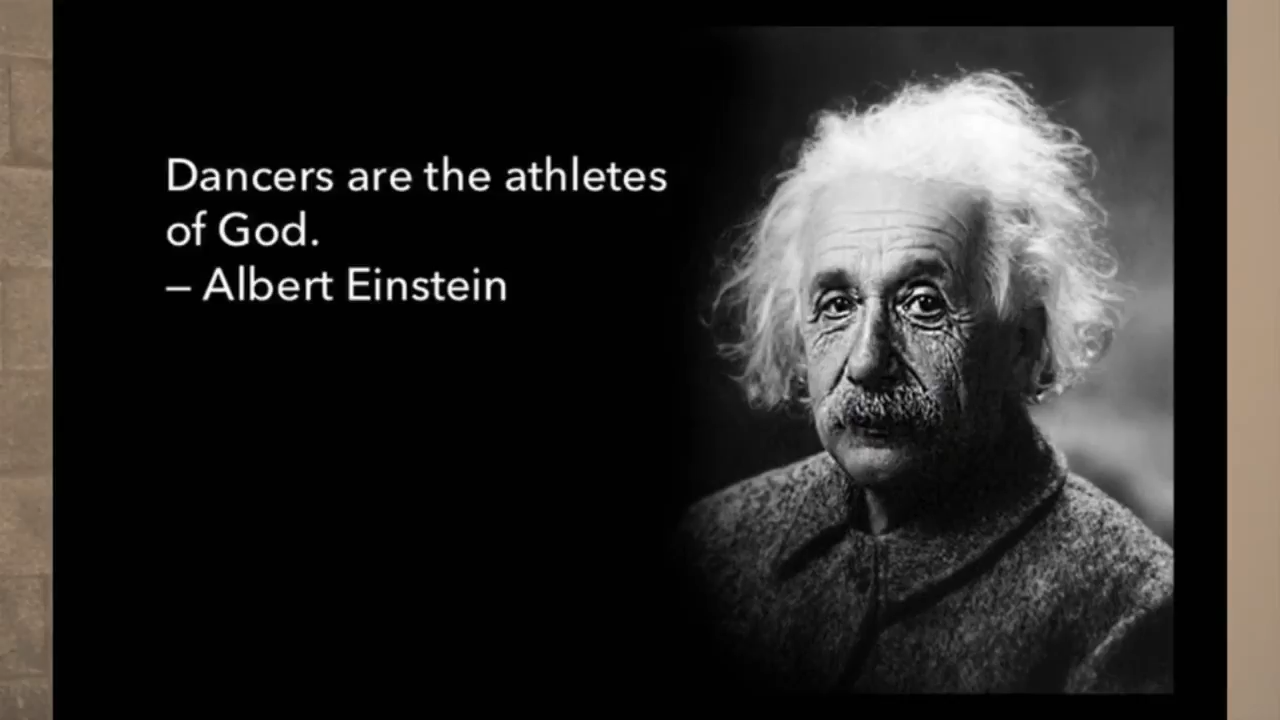 Dancers are the athletes
of God.
– Albert Einstein